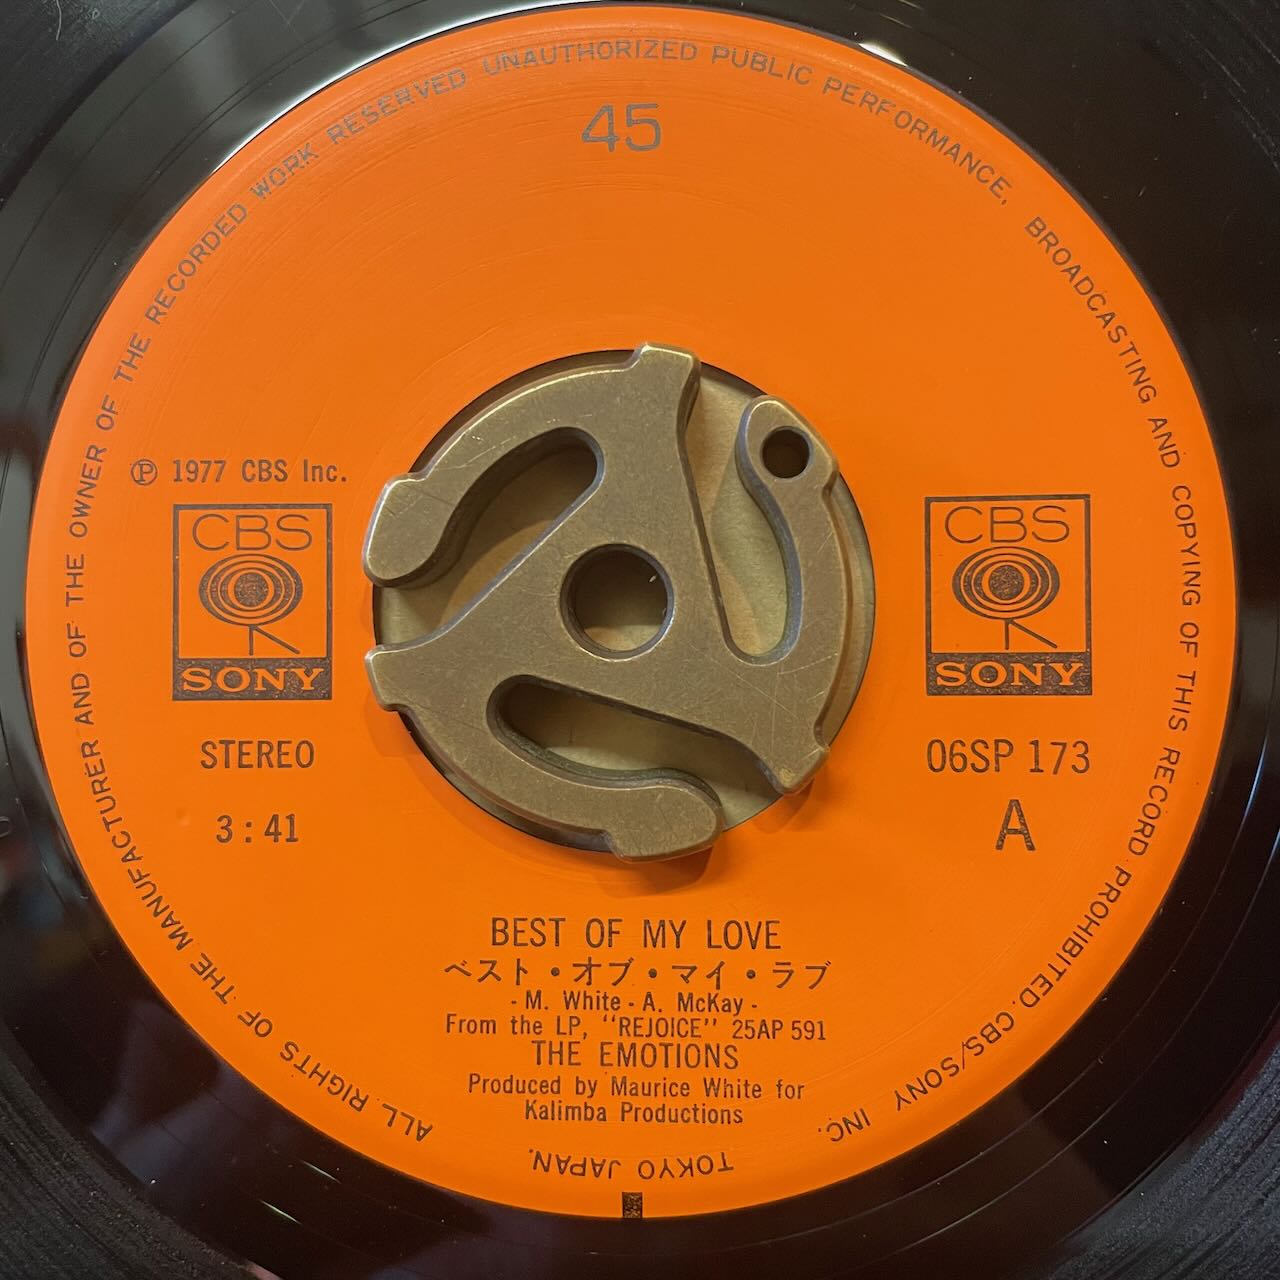 ALL RIGHTS OF THE MANUFACTURER AND OF THE OWNER OF THE RECORDED WORK RESERVED UNAUTHORIZED PUBLIC PERFORMANCE, BROADCASTING AND COPYING OF THIS RECORD PROHIBITED. CBS/SONY INC.
TOKYO JAPAN.
45
Ⓟ 1977 CBS Inc.
CBS
SONY
CBS
SONY
STEREO
3:41
06SP 173
A
BEST OF MY LOVE
ベスト・オブ・マイ・ラブ
- M. White - A. McKay -
From the LP, "REJOICE" 25AP 591
THE EMOTIONS
Produced by Maurice White for
Kalimba Productions